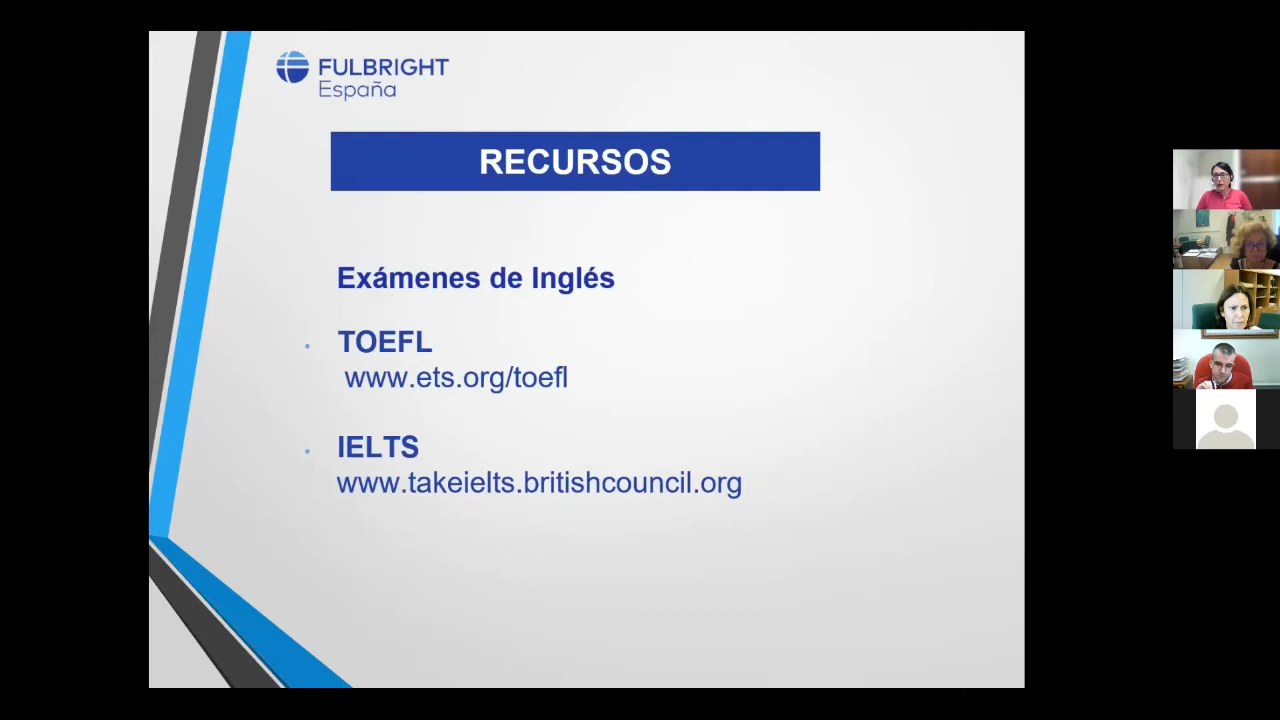 FULBRIGHT
España
RECURSOS
Exámenes de Inglés
TOEFL
www.ets.org/toefl
IELTS
www.takeielts.britishcouncil.org